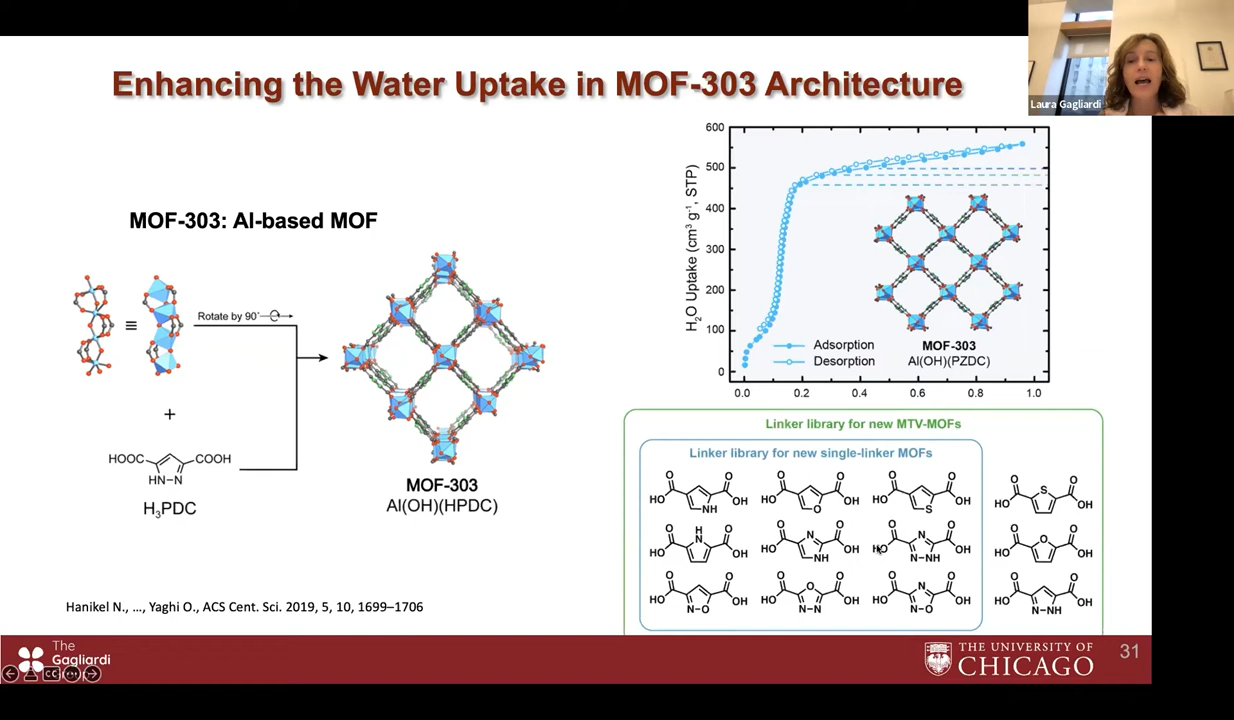 Enhancing the Water Uptake in MOF-303 Architecture
Laura Gagliardi
MOF-303: Al-based MOF
Rotate by 90°
≡
+
HOOC
COOH
HN-N
H3PDC
MOF-303
Al(OH)(HPDC)
Hanikel N., ..., Yaghi O., ACS Cent. Sci. 2019, 5, 10, 1699–1706
600
500
400
300
200
100
0
H2O Uptake (cm3 g-1, STP)
Adsorption
Desorption
MOF-303
Al(OH)(PZDC)
0.0 0.2 0.4 0.6 0.8 1.0
Linker library for new MTV-MOFs
Linker library for new single-linker MOFs
O O O O O O O S O
HO NH OH HO O OH HO S OH HO OH
O H N O O N O O N O O O O
HO OH HO NH OH HO N-NH OH HO OH
O O O O O O N O O O
HO N-O OH HO N-N OH HO N-O OH HO N-NH OH
The
Gagliardi
THE UNIVERSITY OF
CHICAGO
31